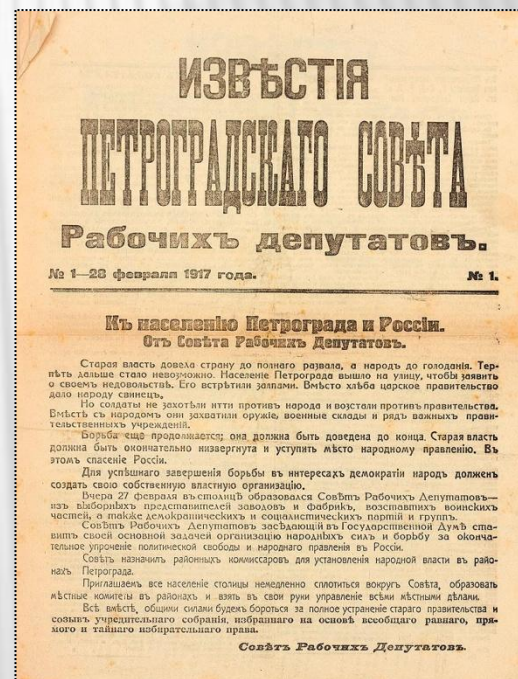 ИЗВѢСТІЯ
ПЕТРОГРАДСКАГО СОВѢТА
Рабочихъ депутатовъ.
№ 1—28 февраля 1917 года. № 1.
Къ населенію Петрограда и Россіи.
Отъ Совѣта Рабочихъ Депутатовъ.
Старая власть довела страну до полнаго развала, а народъ до голоданія. Тер-
пѣть дальше стало невозможно. Населеніе Петрограда вышло на улицу, чтобы заявить
о своемъ недовольствѣ. Его встрѣтили залпами. Вмѣсто хлѣба царское правительство
дало народу свинецъ.
Но солдаты не захотѣли итти противъ народа и возстали противъ правительства.
Вмѣстѣ съ народомъ они захватили оружіе, военные склады и рядъ важныхъ прави-
тельственныхъ учрежденій.
Борьба еще продолжается; она должна быть доведена до конца. Старая власть
должна быть окончательно низвергнута и уступить мѣсто народному правленію. Въ
этомъ спасеніе Россіи.
Для успѣшнаго завершенія борьбы въ интересахъ демократіи народъ долженъ
создать свою собственную властную организацію.
Вчера 27 февраля въ столицѣ образовался Совѣтъ Рабочихъ Депутатовъ—
изъ выборныхъ представителей заводовъ и фабрикъ, возставшихъ воинскихъ
частей, а также демократическихъ и соціалистическихъ партій и группъ.
Совѣтъ Рабочихъ Депутатовъ засѣдающій въ Государственной Думѣ ста-
витъ своей основной задачей организацію народныхъ силъ и борьбу за оконча-
тельное упроченіе политической свободы и народнаго правленія въ Россіи.
Совѣтъ назначилъ районныхъ комиссаровъ для установленія народной власти въ райо-
нахъ Петрограда.
Приглашаемъ все населеніе столицы немедленно сплотиться вокругъ Совѣта, образовать
мѣстные комитеты въ районахъ и взять въ свои руки управленіе всѣми мѣстными дѣлами.
Всѣ вмѣстѣ, общими силами будемъ бороться за полное устраненіе стараго правительства и
созывъ учредительнаго собранія, избраннаго на основѣ всеобщаго равнаго, пря-
мого и тайнаго избирательнаго права.
Совѣтъ Рабочихъ Депутатовъ.